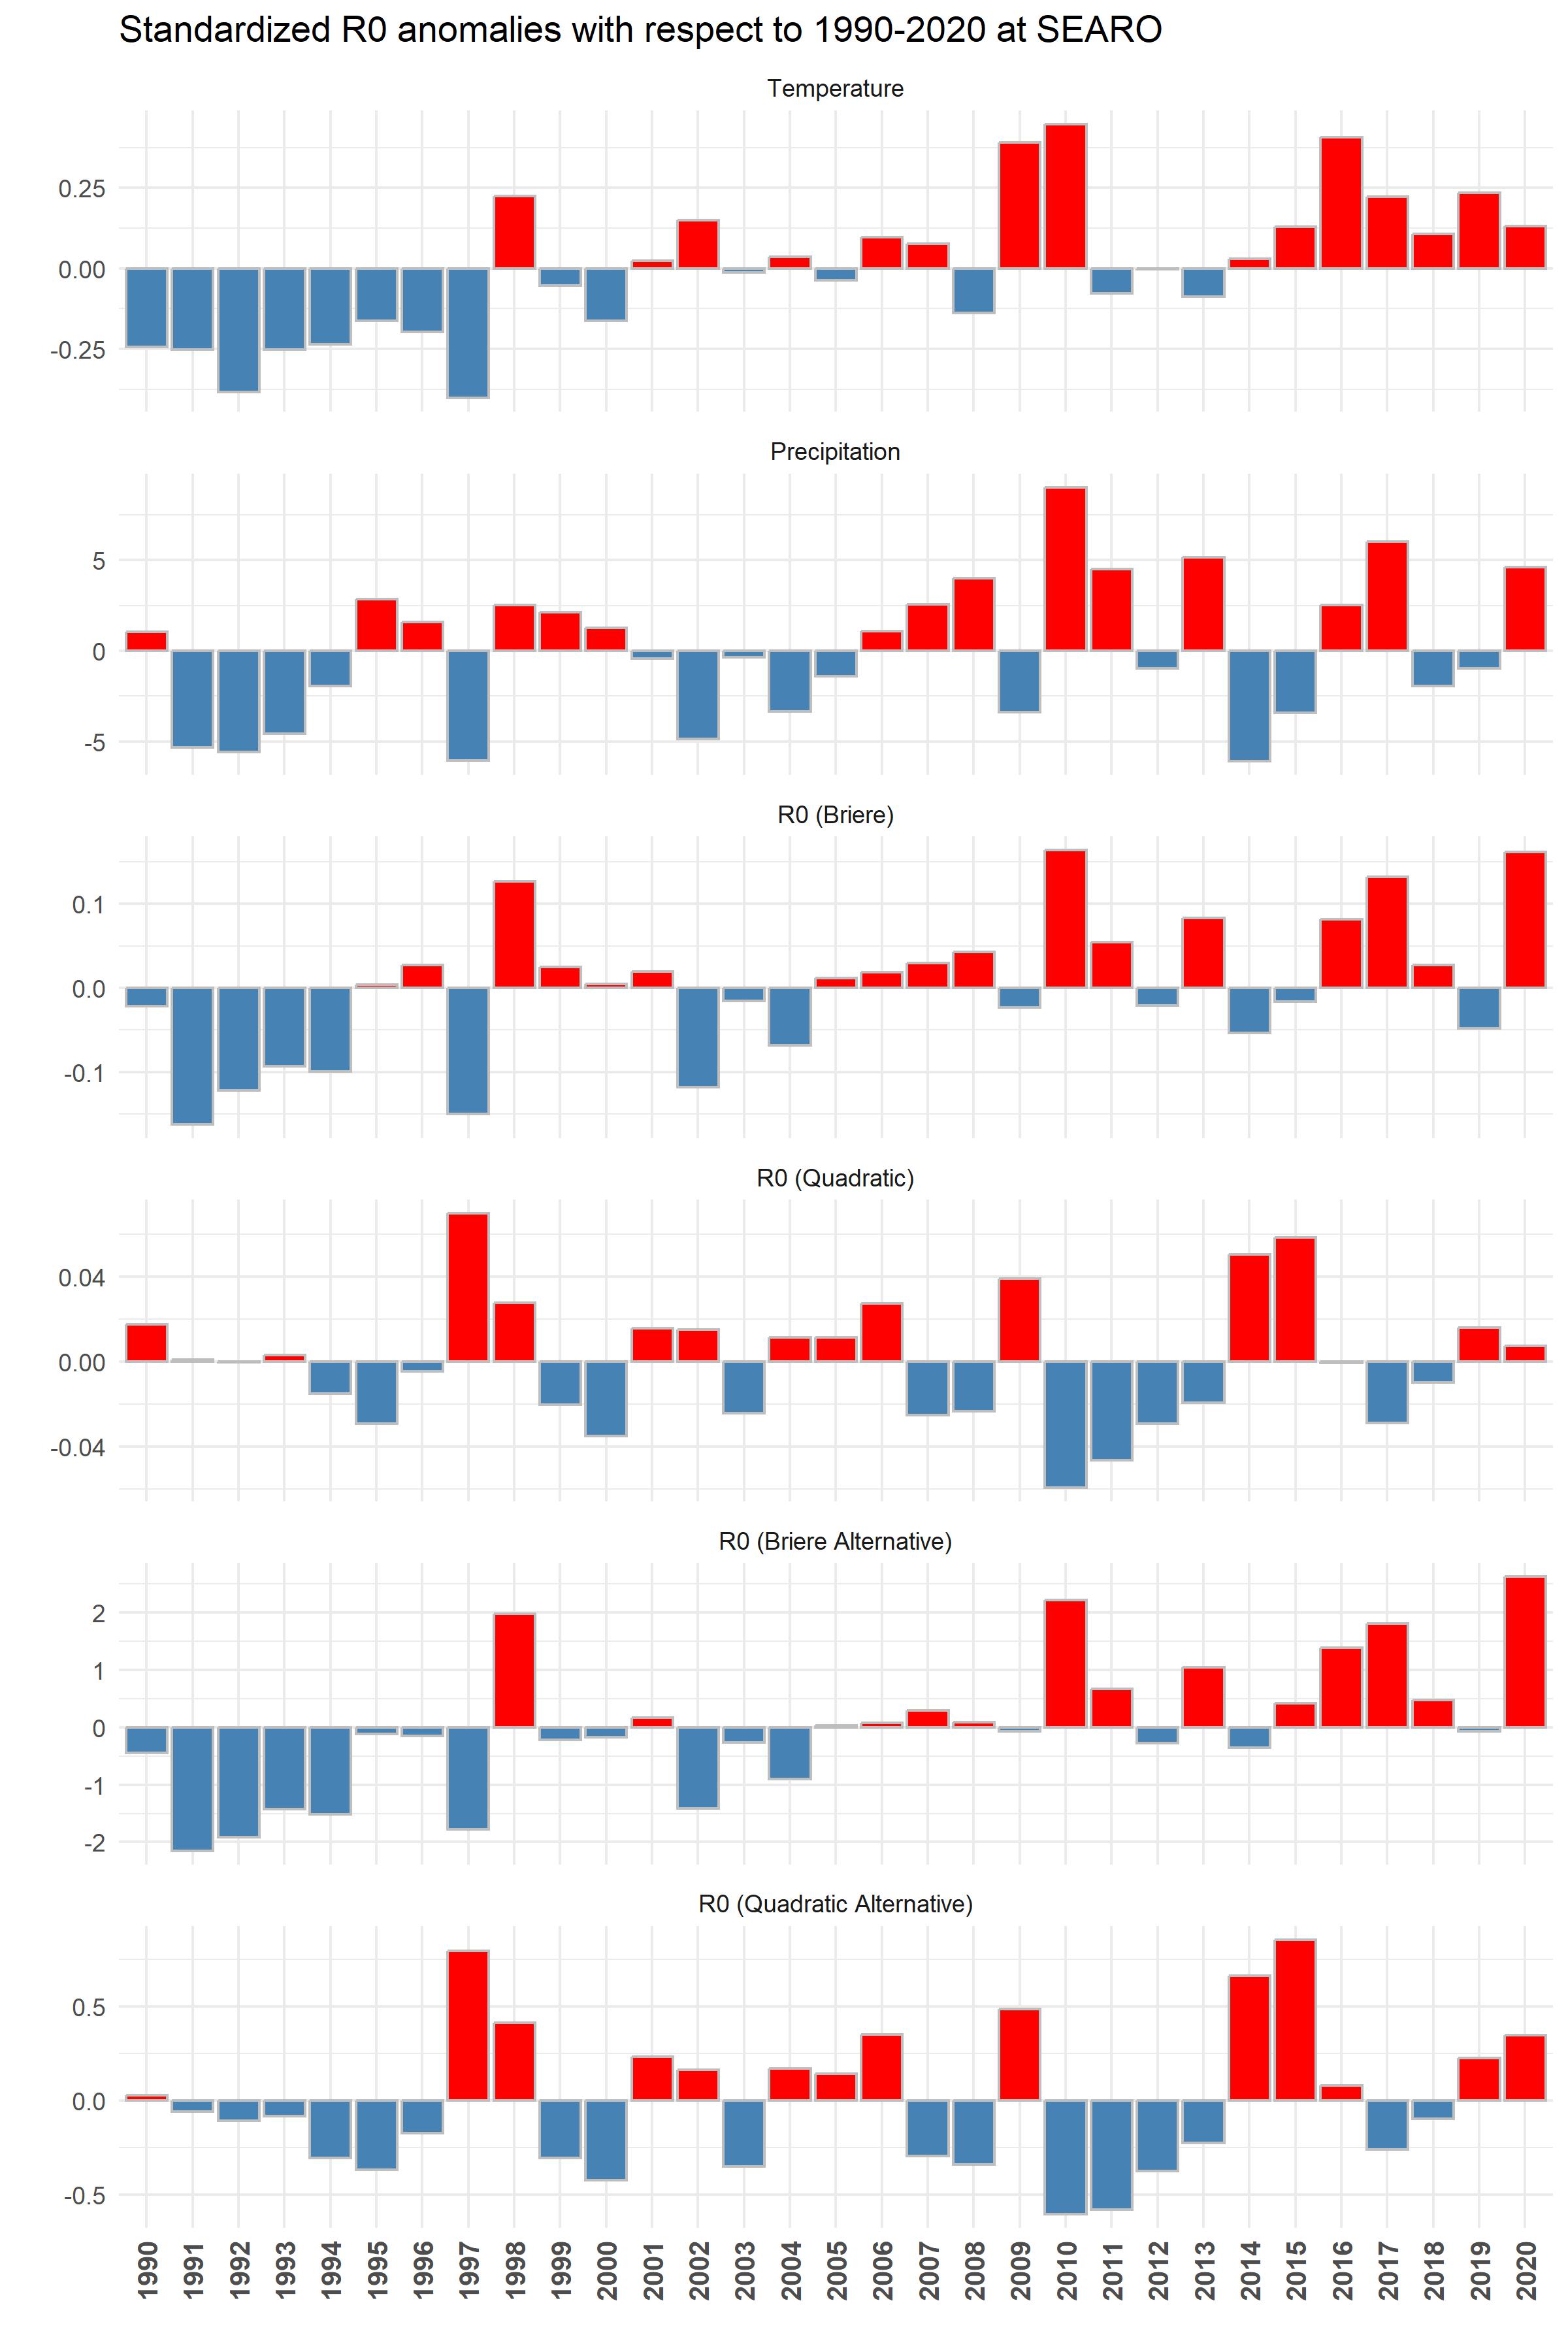 Standardized R0 anomalies with respect to 1990-2020 at SEARO
Temperature
0.25
0.00
-0.25
Precipitation
5
0
-5
R0 (Briere)
0.1
0.0
-0.1
R0 (Quadratic)
0.04
0.00
-0.04
R0 (Briere Alternative)
2
1
0
-1
-2
R0 (Quadratic Alternative)
0.5
0.0
-0.5
1990 1991 1992 1993 1994 1995 1996 1997 1998 1999 2000 2001 2002 2003 2004 2005 2006 2007 2008 2009 2010 2011 2012 2013 2014 2015 2016 2017 2018 2019 2020